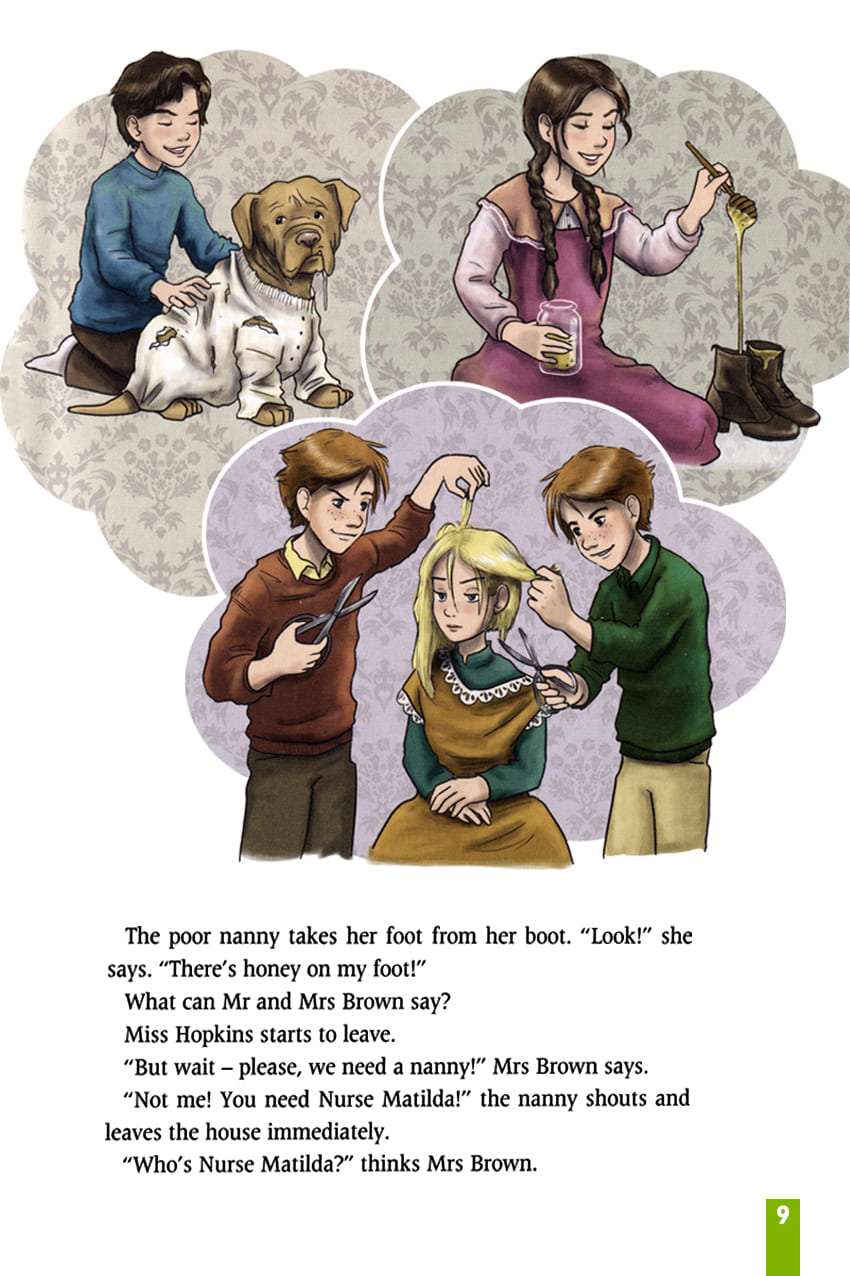 The poor nanny takes her foot from her boot. “Look!” she
says. “There’s honey on my foot!”
What can Mr and Mrs Brown say?
Miss Hopkins starts to leave.
“But wait – please, we need a nanny!” Mrs Brown says.
“Not me! You need Nurse Matilda!” the nanny shouts and
leaves the house immediately.
“Who’s Nurse Matilda?” thinks Mrs Brown.
9